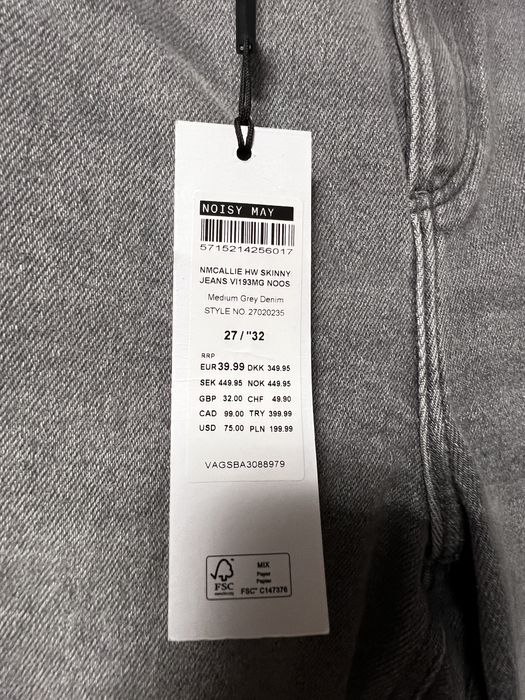 NOISY MAY
5715214256017
NMCALLIE HW SKINNY
JEANS VI193MG NOOS
Medium Grey Denim
STYLE NO. 27020235
27 / "32
RRP
EUR 39.99 DKK 349.95
SEK 449.95 NOK 449.95
GBP 32.00 CHF 49.90
CAD 99.00 TRY 399.99
USD 75.00 PLN 199.99
VAGSBA3088979
MIX
Paper
Papier
FSC
FSC® C147376